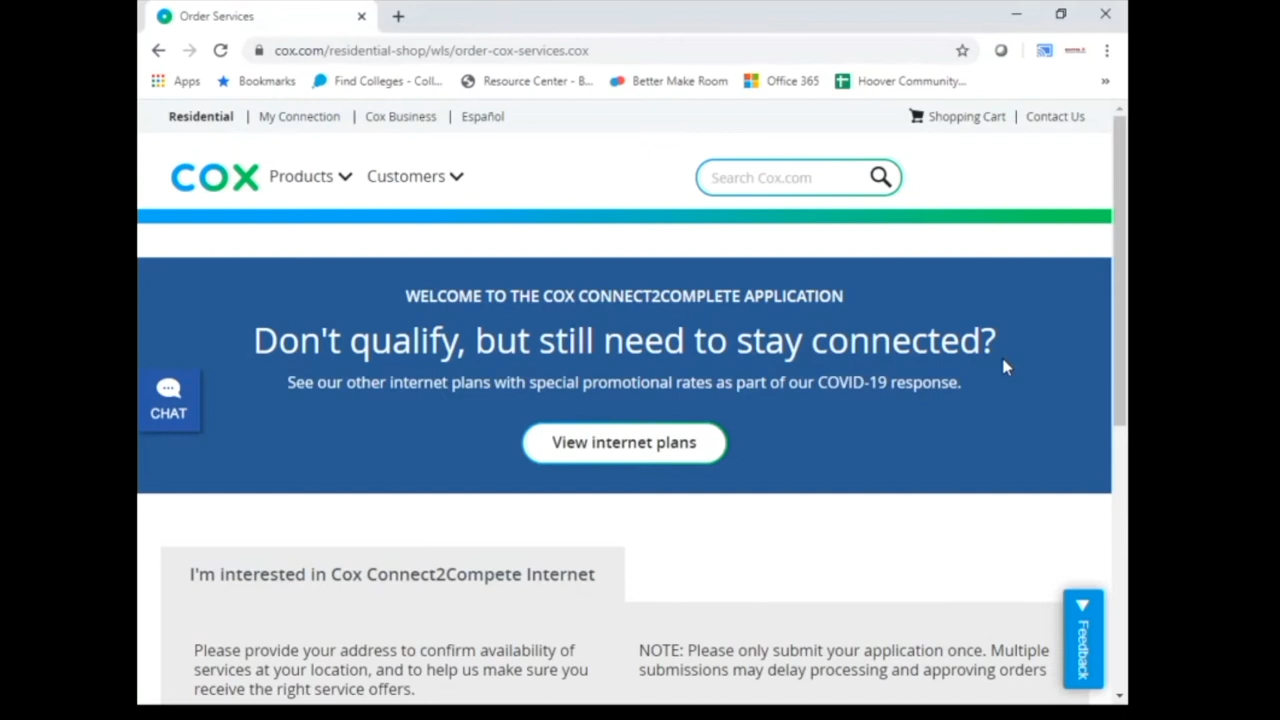 Order Services
cox.com/residential-shop/wls/order-cox-services.cox
Apps Bookmarks Find Colleges - Coll... Resource Center - B... Better Make Room Office 365 Hoover Community... »
Residential | My Connection | Cox Business | Español Shopping Cart | Contact Us
COX Products Customers Search Cox.com
WELCOME TO THE COX CONNECT2COMPLETE APPLICATION
Don't qualify, but still need to stay connected?
See our other internet plans with special promotional rates as part of our COVID-19 response.
CHAT
View internet plans
I'm interested in Cox Connect2Compete Internet
Please provide your address to confirm availability of
services at your location, and to help us make sure you
receive the right service offers.
NOTE: Please only submit your application once. Multiple
submissions may delay processing and approving orders
Feedback